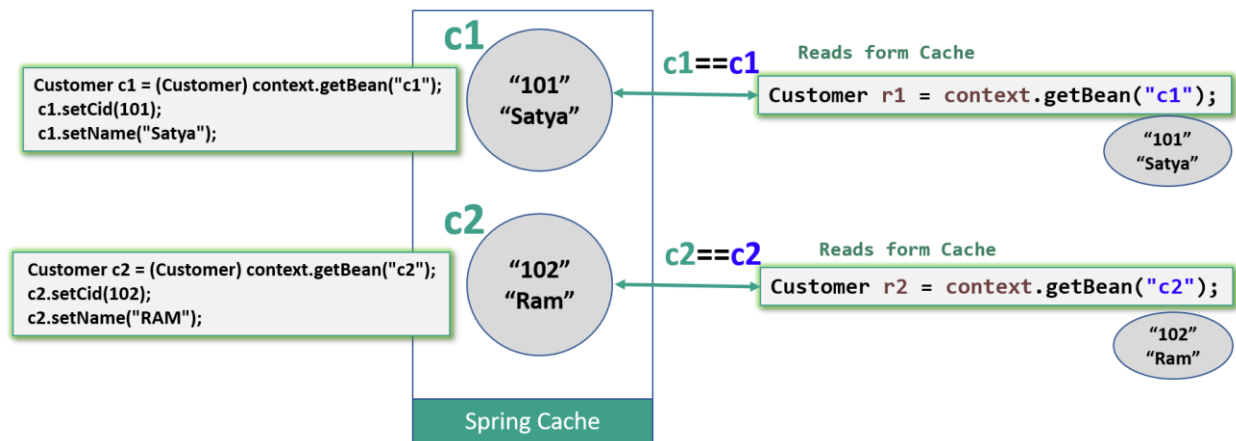 c1
Customer c1 = (Customer) context.getBean("c1");
c1.setCid(101);
c1.setName("Satya");
“101”
“Satya”
c1==c1
Reads form Cache
Customer r1 = context.getBean("c1");
“101”
“Satya”
c2
Customer c2 = (Customer) context.getBean("c2");
c2.setCid(102);
c2.setName("RAM");
“102”
“Ram”
c2==c2
Reads form Cache
Customer r2 = context.getBean("c2");
“102”
“Ram”
Spring Cache